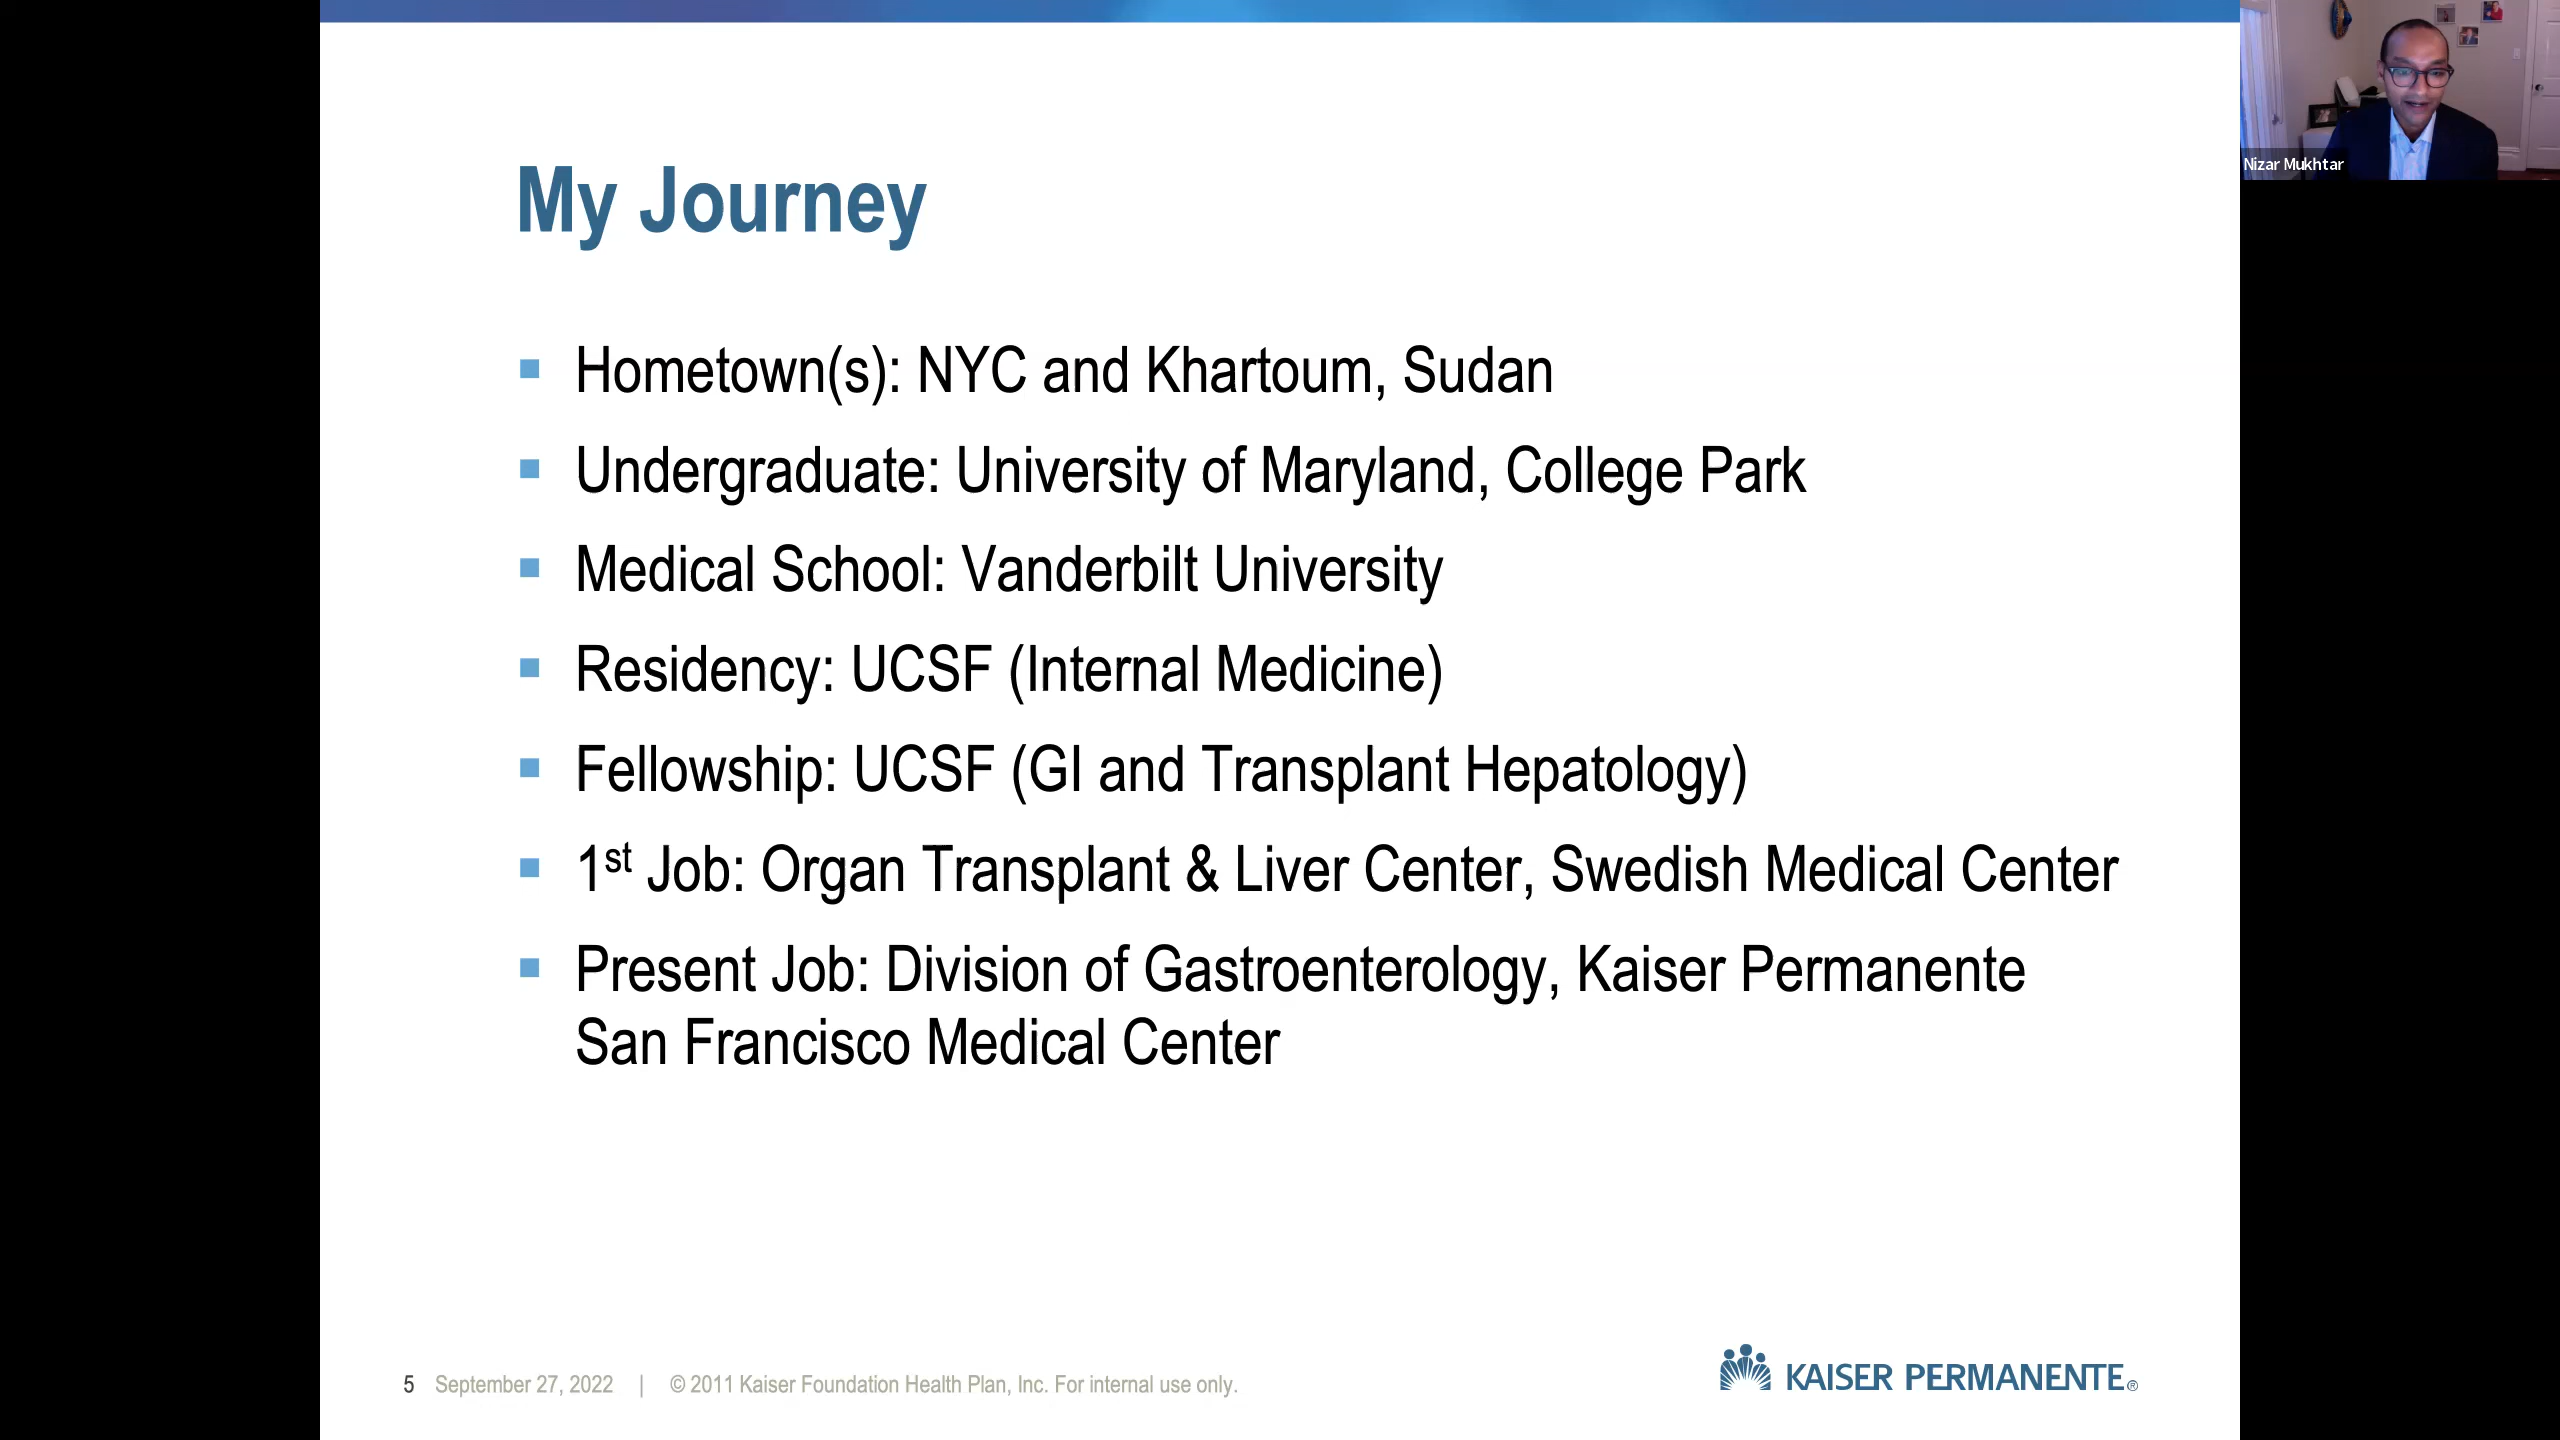 My Journey
Hometown(s): NYC and Khartoum, Sudan
Undergraduate: University of Maryland, College Park
Medical School: Vanderbilt University
Residency: UCSF (Internal Medicine)
Fellowship: UCSF (GI and Transplant Hepatology)
1st Job: Organ Transplant & Liver Center, Swedish Medical Center
Present Job: Division of Gastroenterology, Kaiser Permanente
San Francisco Medical Center
5 September 27, 2022 | © 2011 Kaiser Foundation Health Plan, Inc. For internal use only.
KAISER PERMANENTE®
Nizar Mukhtar